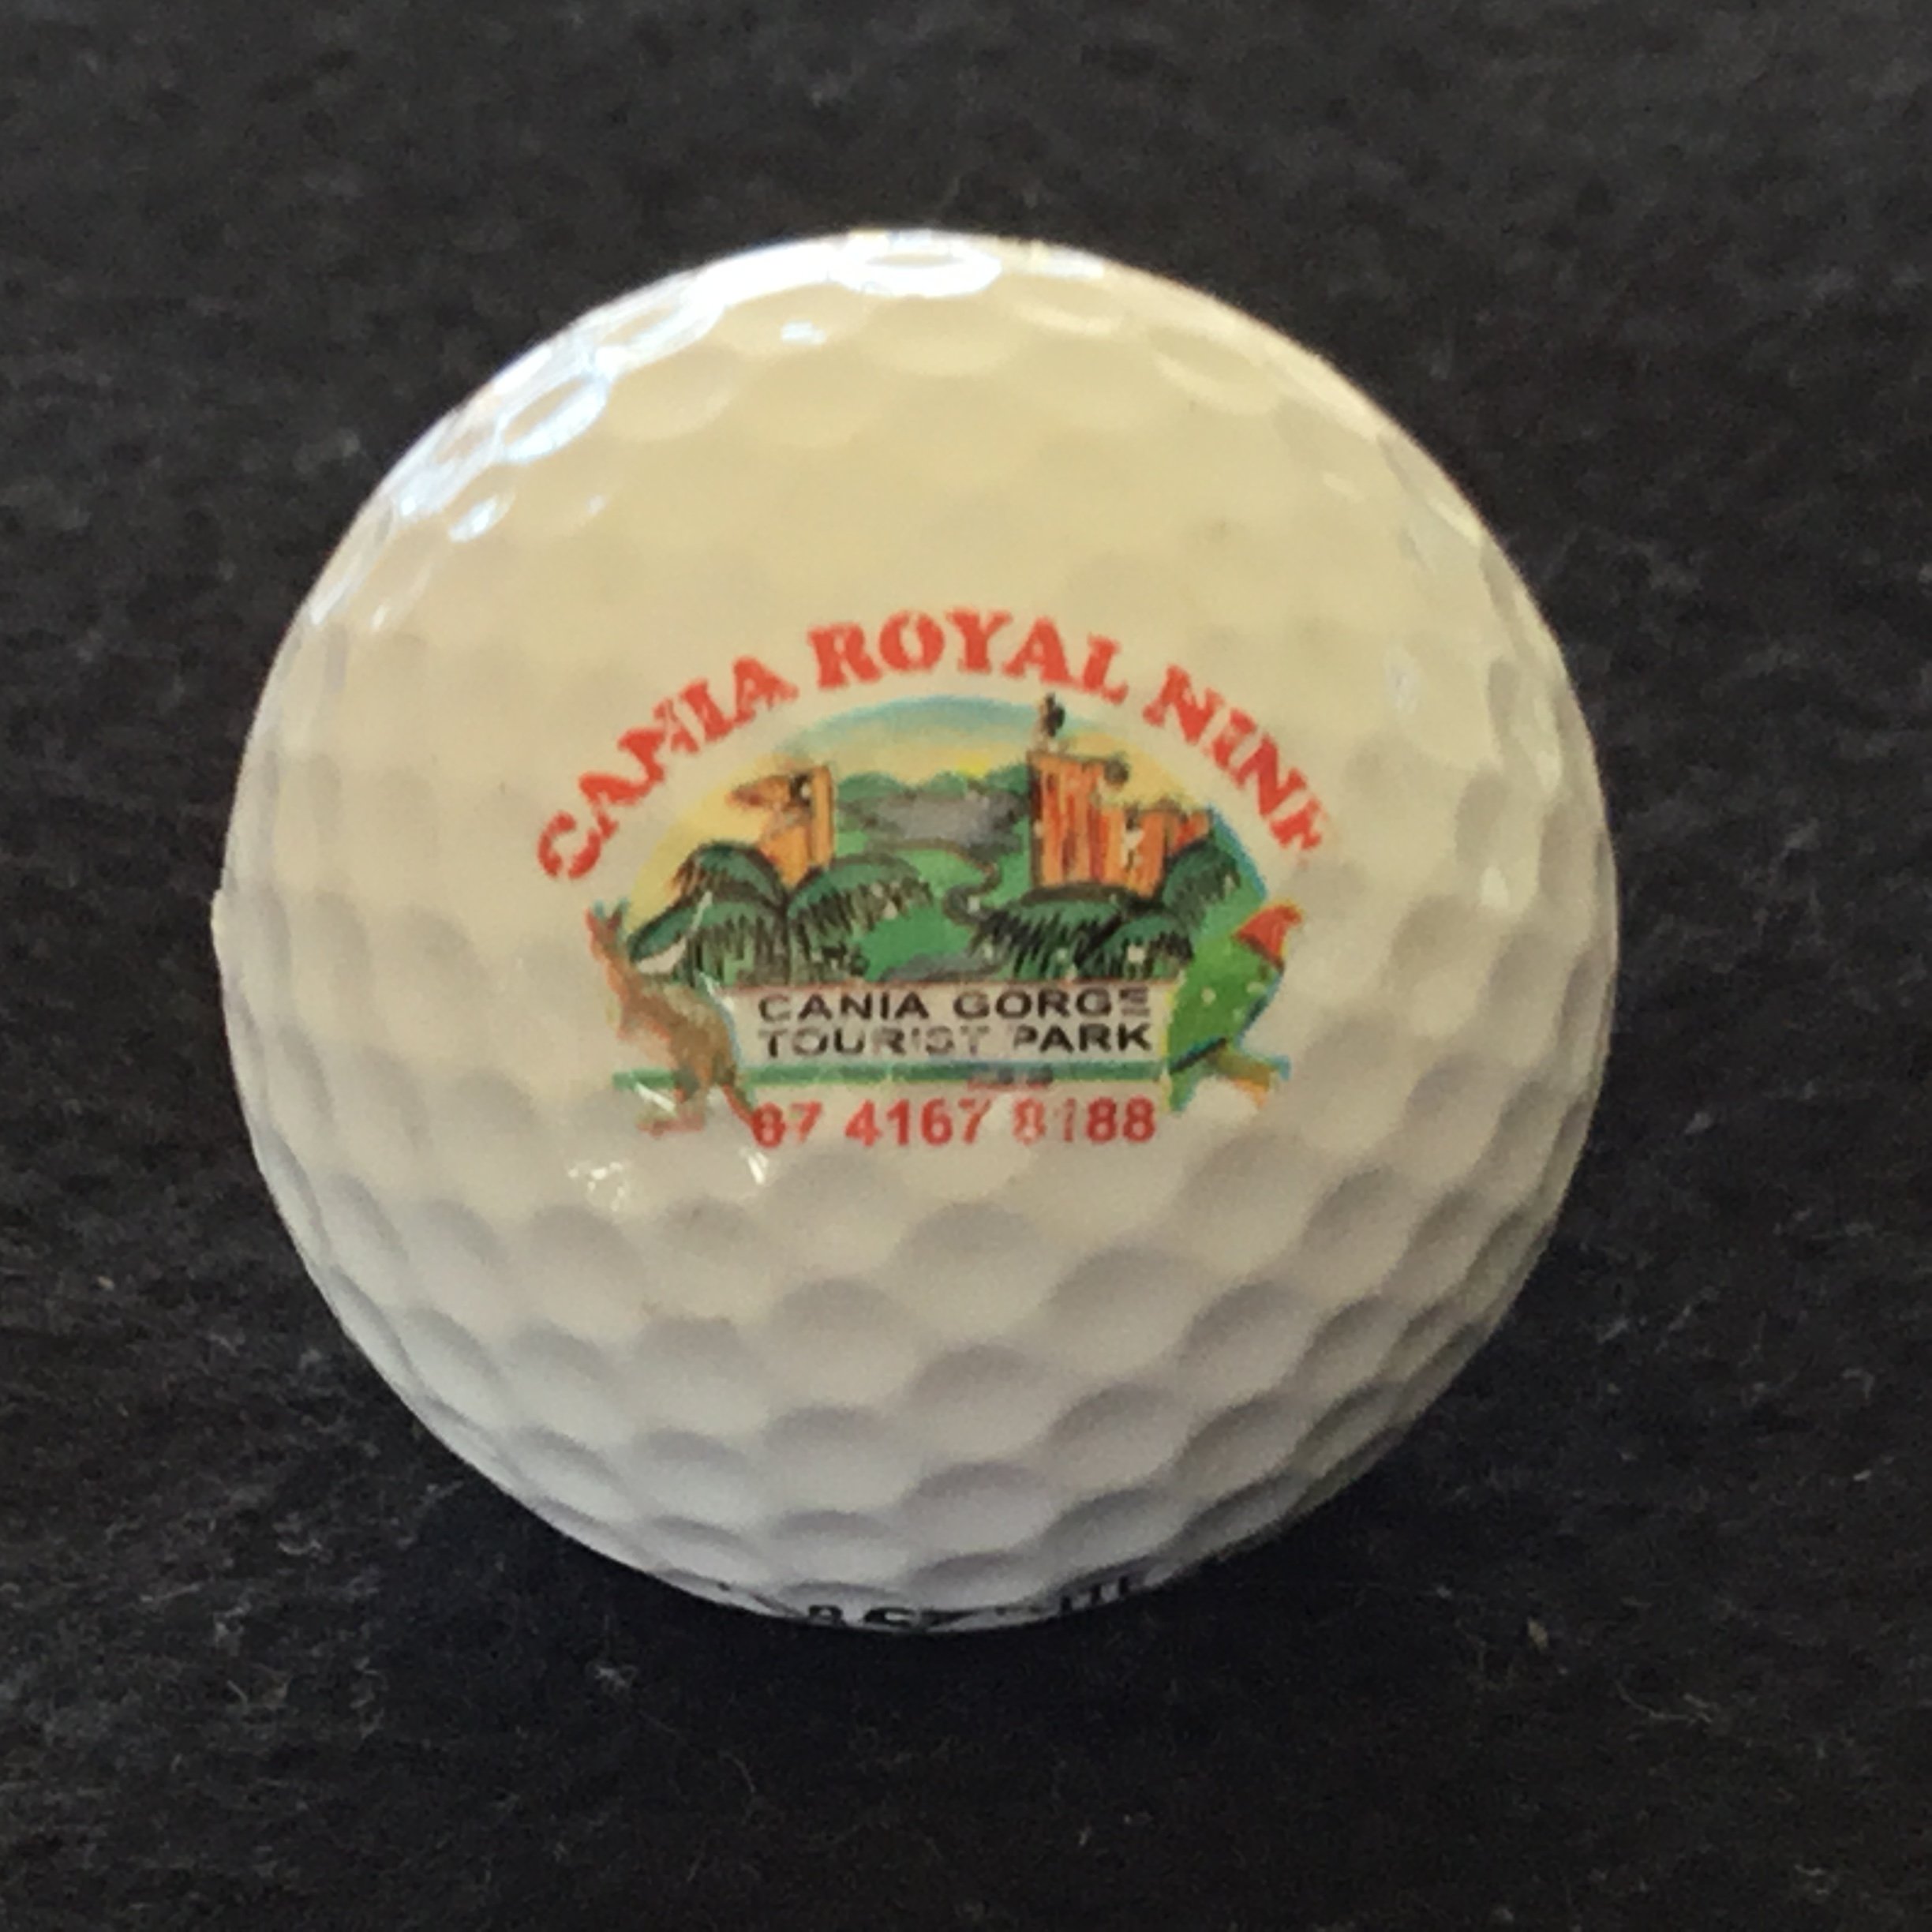 CANIA ROYAL NINE
CANIA GORGE
TOURIST PARK
07 4167 8188